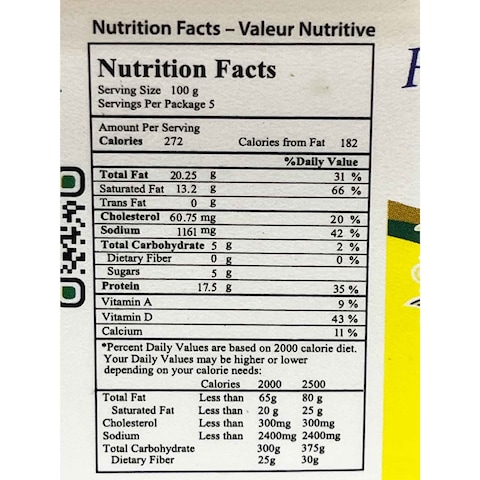 Nutrition Facts – Valeur Nutritive
Nutrition Facts
Serving Size 100 g
Servings Per Package 5
Amount Per Serving
Calories 272 Calories from Fat 182
%Daily Value
Total Fat 20.25 g 31 %
Saturated Fat 13.2 g 66 %
Trans Fat 0 g
Cholesterol 60.75 mg 20 %
Sodium 1161 mg 42 %
Total Carbohydrate 5 g 2 %
Dietary Fiber 0 g 0 %
Sugars 5 g
Protein 17.5 g 35 %
Vitamin A 9 %
Vitamin D 43 %
Calcium 11 %
*Percent Daily Values are based on 2000 calorie diet.
Your Daily Values may be higher or lower
depending on your calorie needs:
Calories 2000 2500
Total Fat Less than 65g 80 g
Saturated Fat Less than 20 g 25 g
Cholesterol Less than 300mg 300mg
Sodium Less than 2400mg 2400mg
Total Carbohydrate 300g 375g
Dietary Fiber 25g 30g